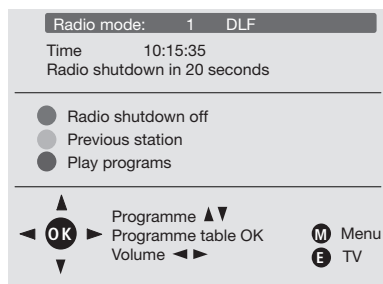 Radio mode: 1 DLF
Time 10:15:35
Radio shutdown in 20 seconds
Radio shutdown off
Previous station
Play programs
OK
Programme ▲▼
Programme table OK
Volume ◄ ►
M Menu
E TV